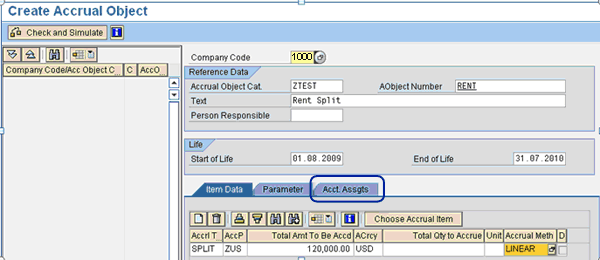 Create Accrual Object
Check and Simulate
Company Code 1000
Company Code/Acc Object C... C AccO...
Reference Data
Accrual Object Cat. ZTEST AObject Number RENT
Text Rent Split
Person Responsible
Life
Start of Life 01.08.2009 End of Life 31.07.2010
Item Data Parameter Acct. Assgts
Choose Accrual Item
Accrl T... AccP Total Amt To Be Accd ACrcy Total Qty to Accrue Unit Accrual Meth D
SPLIT ZUS 120,000.00 USD LINEAR